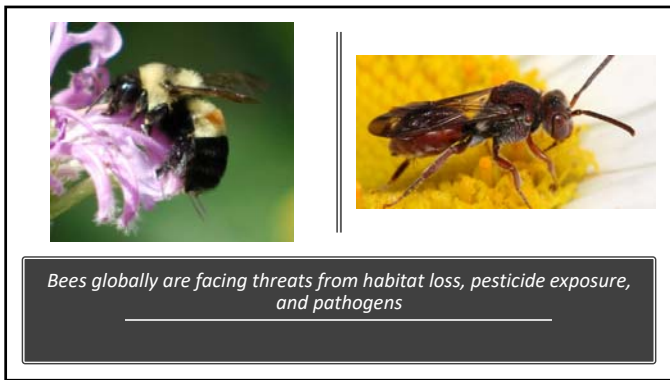 Bees globally are facing threats from habitat loss, pesticide exposure,
and pathogens